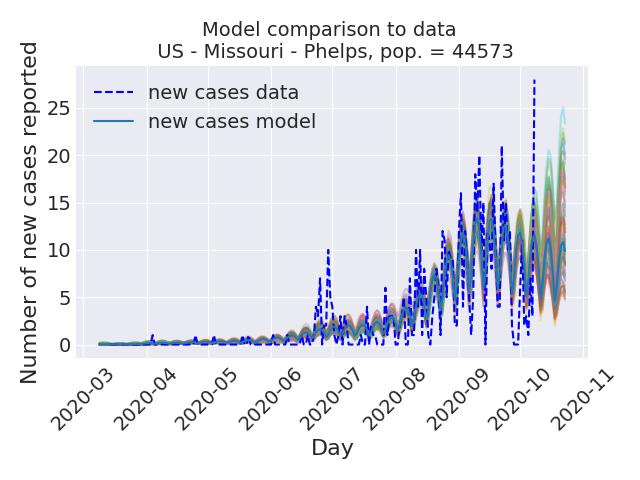 Model comparison to data
US - Missouri - Phelps, pop. = 44573
Number of new cases reported
new cases data
new cases model
25
20
15
10
5
0
2020-03
2020-04
2020-05
2020-06
2020-07
2020-08
2020-09
2020-10
2020-11
Day